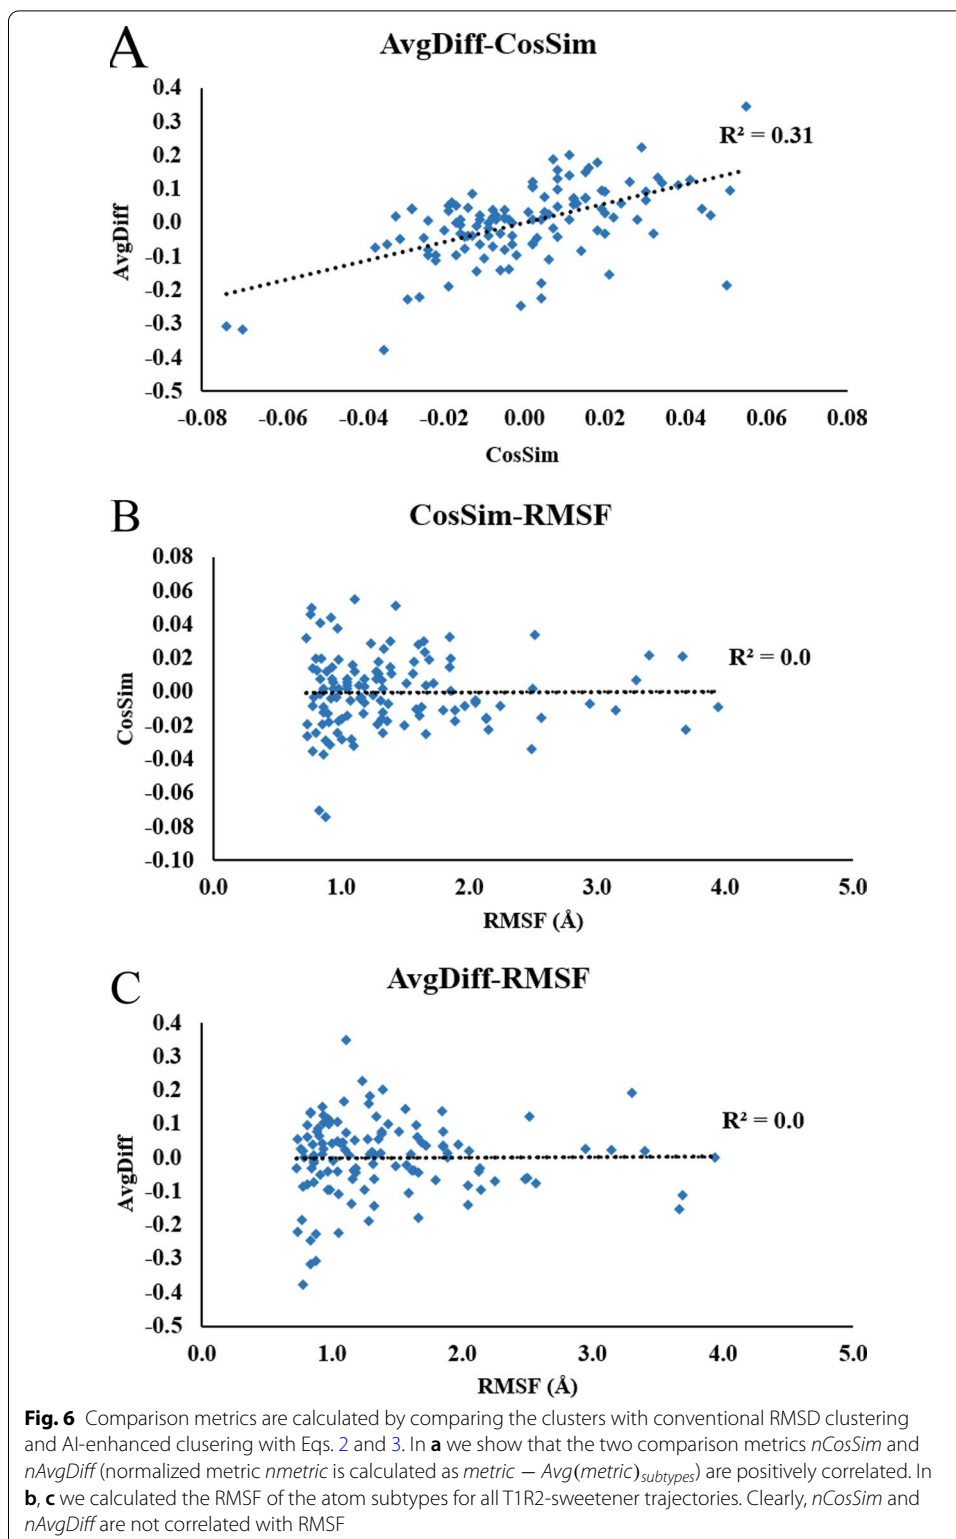 A
AvgDiff-CosSim
0.4
0.3
0.2
0.1
0.0
-0.1
-0.2
-0.3
-0.4
-0.5
AvgDiff
R² = 0.31
-0.08 -0.06 -0.04 -0.02 0.00 0.02 0.04 0.06 0.08
CosSim
B
CosSim-RMSF
0.08
0.06
0.04
0.02
0.00
-0.02
-0.04
-0.06
-0.08
-0.10
CosSim
R² = 0.0
0.0 1.0 2.0 3.0 4.0 5.0
RMSF (Å)
C
AvgDiff-RMSF
0.4
0.3
0.2
0.1
0.0
-0.1
-0.2
-0.3
-0.4
-0.5
AvgDiff
R² = 0.0
0.0 1.0 2.0 3.0 4.0 5.0
RMSF (Å)
Fig. 6 Comparison metrics are calculated by comparing the clusters with conventional RMSD clustering
and AI-enhanced clusering with Eqs. 2 and 3. In a we show that the two comparison metrics nCosSim and
nAvgDiff (normalized metric nmetric is calculated as metric − Avg(metric)subtypes) are positively correlated. In
b, c we calculated the RMSF of the atom subtypes for all T1R2-sweetener trajectories. Clearly, nCosSim and
nAvgDiff are not correlated with RMSF